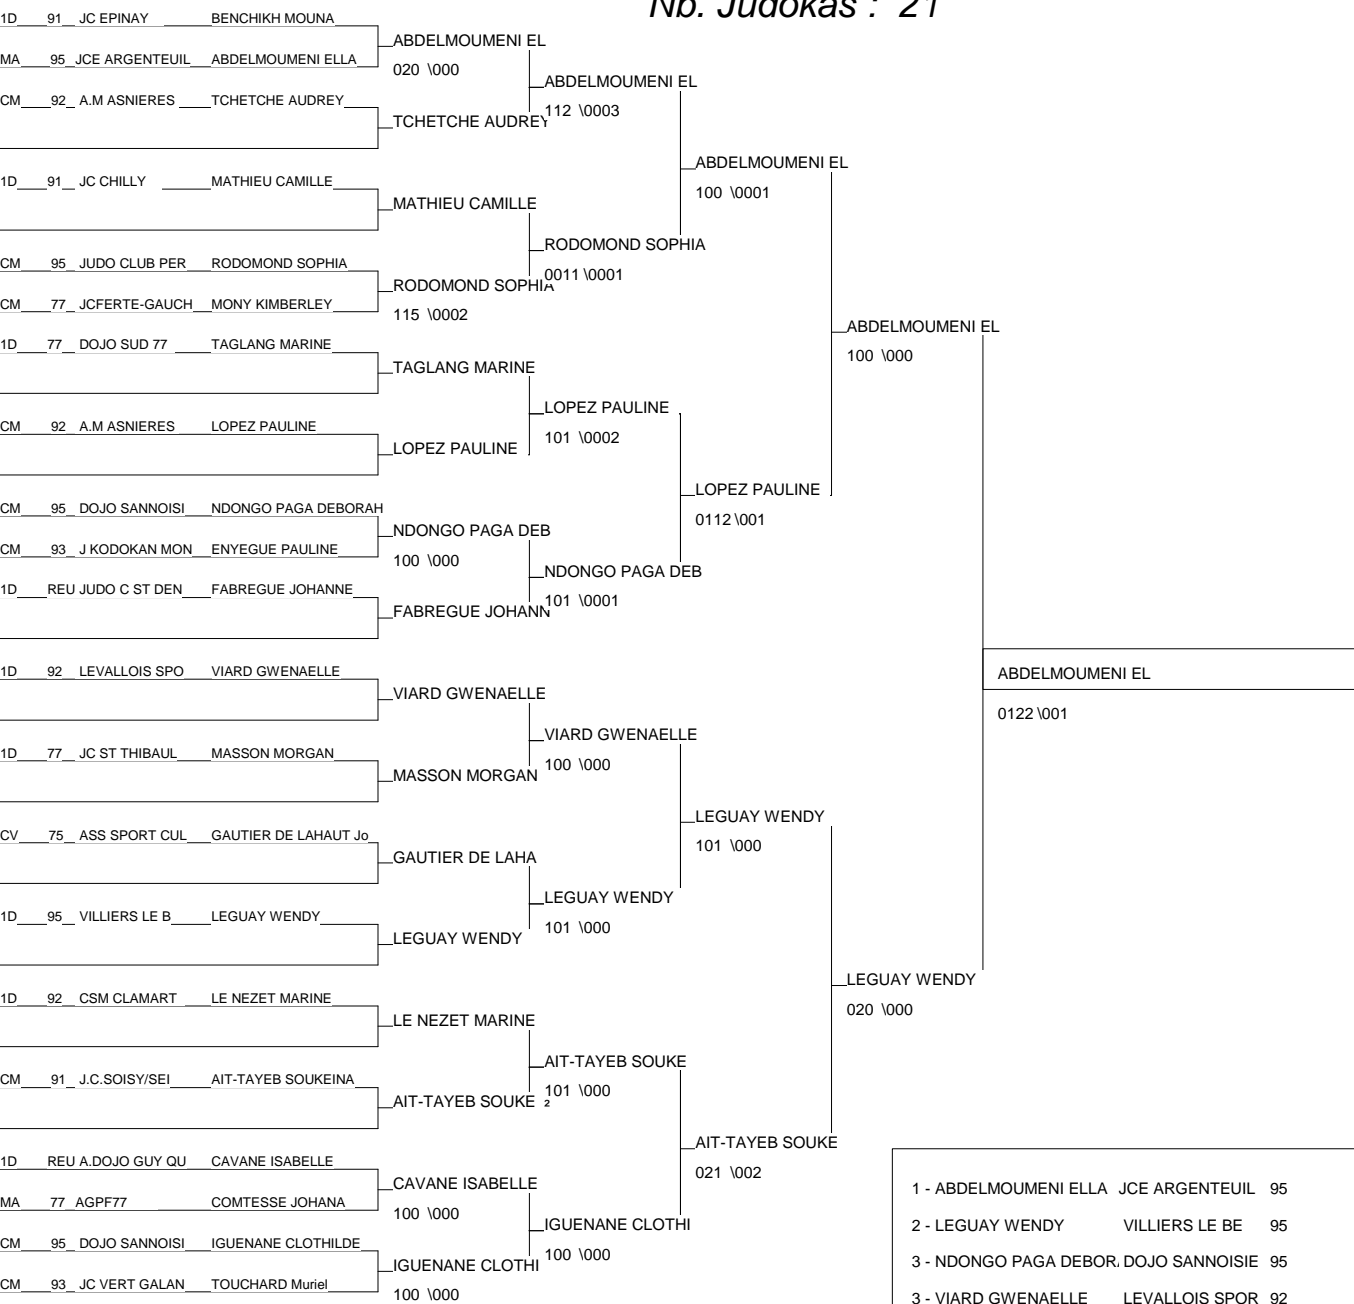 Nb. Judokas : 21
1D 91 JC EPINAY BENCHIKH MOUNA
ABDELMOUMENI EL
MA 95 JCE ARGENTEUIL ABDELMOUMENI ELLA
020 \000
ABDELMOUMENI EL
CM 92 A.M ASNIERES TCHETCHE AUDREY
112 \0003
TCHETCHE AUDREY
ABDELMOUMENI EL
1D 91 JC CHILLY MATHIEU CAMILLE
100 \0001
MATHIEU CAMILLE
RODOMOND SOPHIA
CM 95 JUDO CLUB PER RODOMOND SOPHIA
0011 \0001
RODOMOND SOPHIA
CM 77 JCFERTE-GAUCH MONY KIMBERLEY
115 \0002
ABDELMOUMENI EL
1D 77 DOJO SUD 77 TAGLANG MARINE
100 \000
TAGLANG MARINE
LOPEZ PAULINE
CM 92 A.M ASNIERES LOPEZ PAULINE
101 \0002
LOPEZ PAULINE
LOPEZ PAULINE
CM 95 DOJO SANNOISI NDONGO PAGA DEBORAH
0112 \001
NDONGO PAGA DEB
CM 93 J KODOKAN MON ENYEGUE PAULINE
100 \000
NDONGO PAGA DEB
1D REU JUDO C ST DEN FABREGUE JOHANNE
101 \0001
FABREGUE JOHANN
1D 92 LEVALLOIS SPO VIARD GWENAELLE
ABDELMOUMENI EL
VIARD GWENAELLE
0122 \001
VIARD GWENAELLE
1D 77 JC ST THIBAUL MASSON MORGAN
100 \000
MASSON MORGAN
LEGUAY WENDY
CV 75 ASS SPORT CUL GAUTIER DE LAHAUT Jo
101 \000
GAUTIER DE LAHA
LEGUAY WENDY
1D 95 VILLIERS LE B LEGUAY WENDY
101 \000
LEGUAY WENDY
LEGUAY WENDY
1D 92 CSM CLAMART LE NEZET MARINE
020 \000
LE NEZET MARINE
AIT-TAYEB SOUKE
CM 91 J.C.SOISY/SEI AIT-TAYEB SOUKEINA
101 \000
AIT-TAYEB SOUKE 2
AIT-TAYEB SOUKE
1D REU A.DOJO GUY QU CAVANE ISABELLE
021 \002
CAVANE ISABELLE
MA 77 AGPF77 COMTESSE JOHANA
100 \000
IGUENANE CLOTHI
CM 95 DOJO SANNOISI IGUENANE CLOTHILDE
100 \000
IGUENANE CLOTHI
CM 93 JC VERT GALAN TOUCHARD Muriel
100 \000
1 - ABDELMOUMENI ELLA JCE ARGENTEUIL 95
2 - LEGUAY WENDY VILLIERS LE BE 95
3 - NDONGO PAGA DEBOR DOJO SANNOISIE 95
3 - VIARD GWENAELLE LEVALLOIS SPOR 92